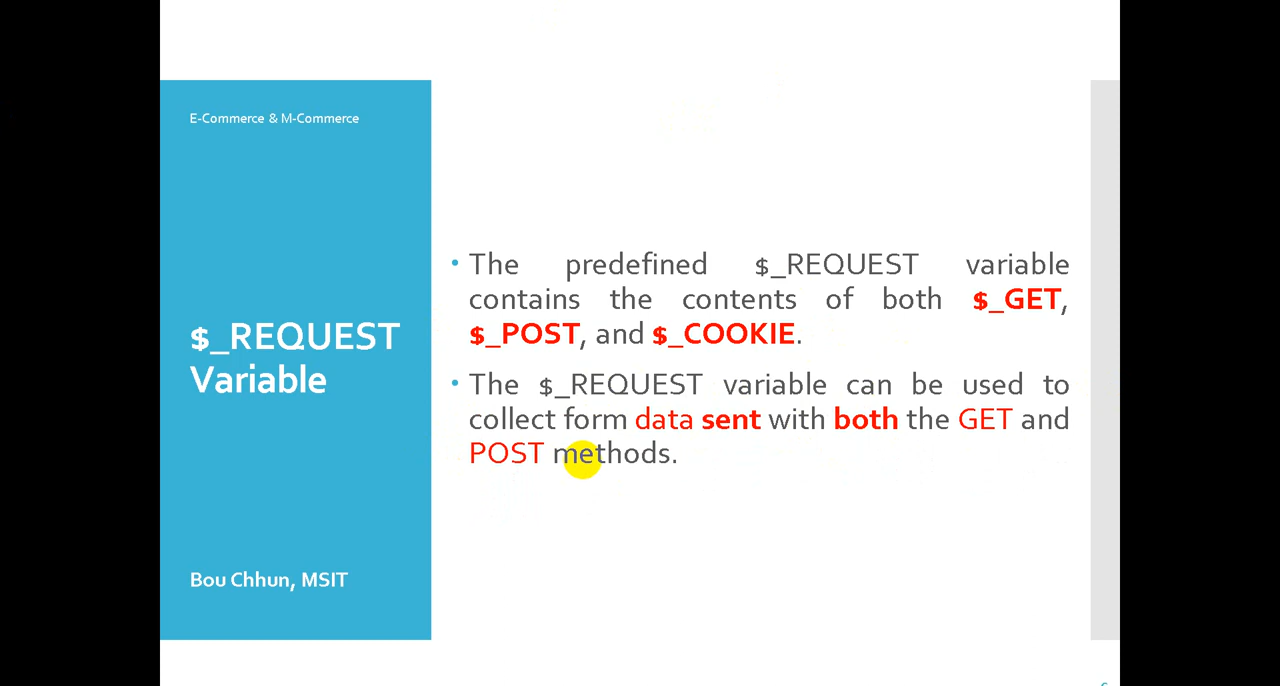 E-Commerce & M-Commerce
$_REQUEST
Variable
Bou Chhun, MSIT
• The predefined $_REQUEST variable
contains the contents of both $_GET,
$_POST, and $_COOKIE.
• The $_REQUEST variable can be used to
collect form data sent with both the GET and
POST methods.